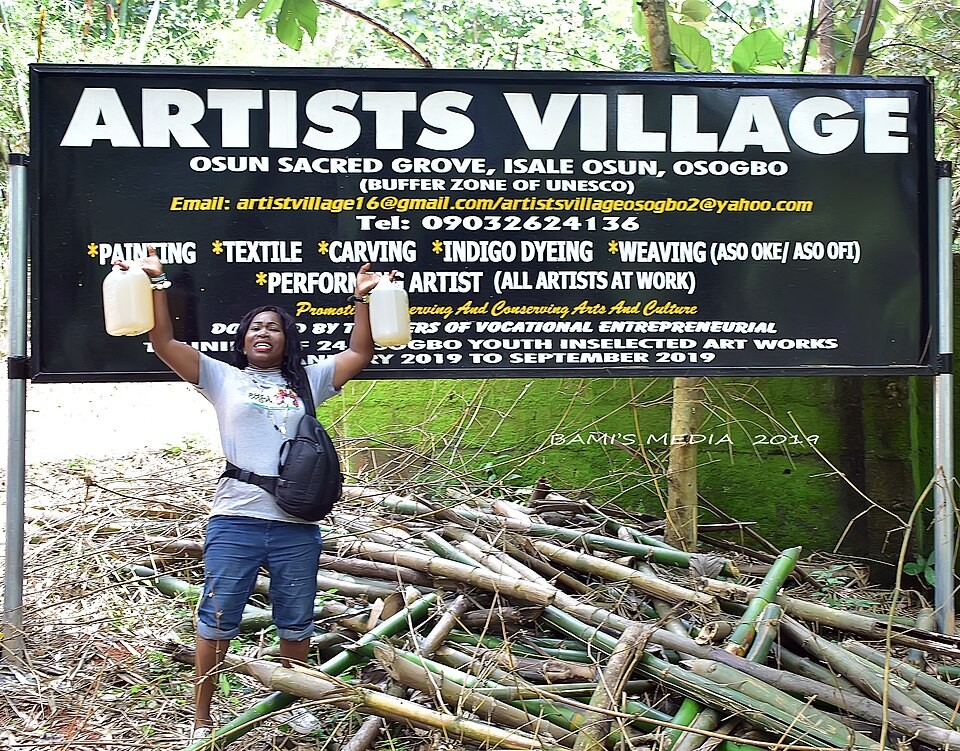 ARTISTS VILLAGE
OSUN SACRED GROVE, ISALE OSUN, OSOGBO
(BUFFER ZONE OF UNESCO)
Email: artistvillage16@gmail.com/artistsvillageosogbo2@yahoo.com
Tel: 09032624136
*PAINTING *TEXTILE *CARVING *INDIGO DYEING *WEAVING (ASO OKE/ ASO OFI)
*PERFORMING ARTIST (ALL ARTISTS AT WORK)
And Conserving Arts And Culture
BY OF VOCATIONAL ENTREPRENEURIAL
OF 24 YOUTH INSELECTED ART WORKS
2019 TO SEPTEMBER 2019
BAMI'S MEDIA 2019